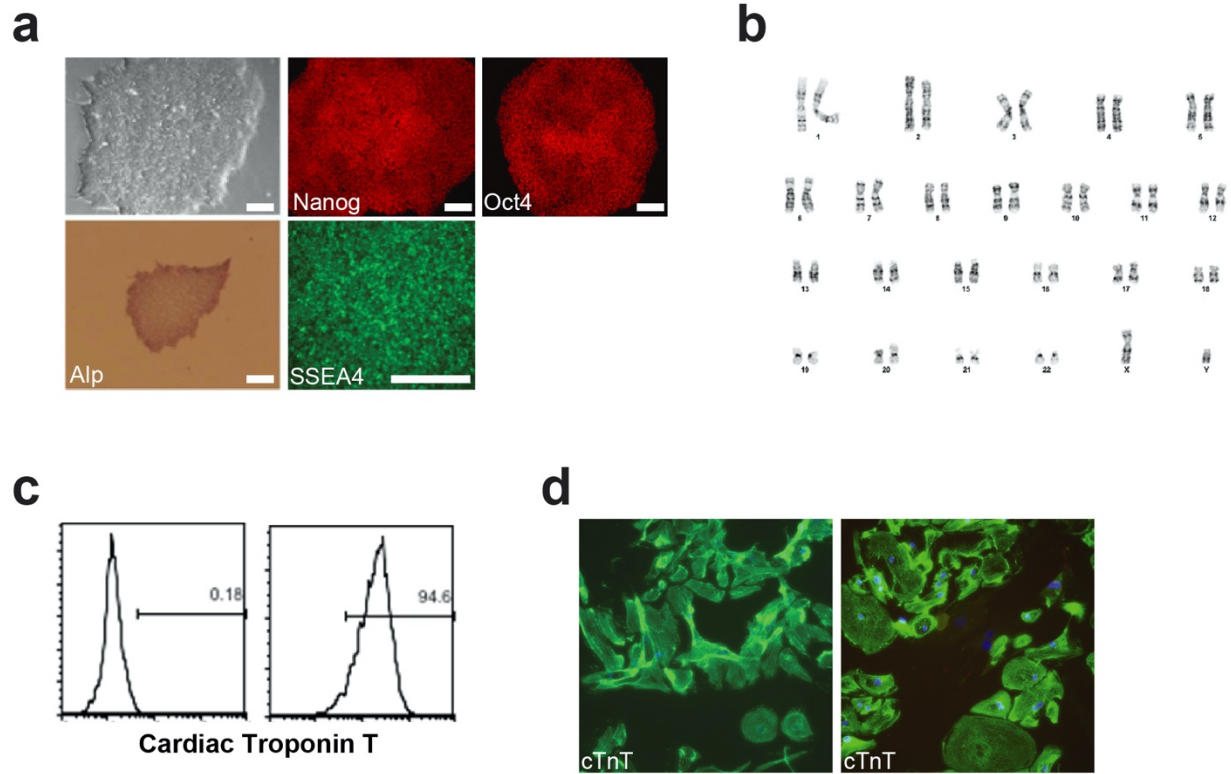 a
b
Nanog
Oct4
Alp
SSEA4
1 2 3 4 5
6 7 8 9 10 11 12
13 14 15 16 17 18
19 20 21 22 X Y
c
d
0.18
94.6
Cardiac Troponin T
cTnT
cTnT